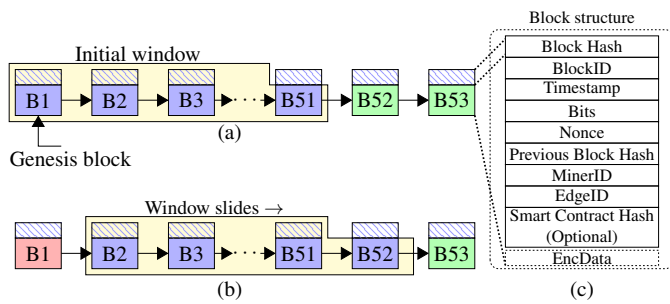 Initial window
B1 B2 B3 ··· B51 B52 B53
(a)
Genesis block
Window slides →
B1 B2 B3 ··· B51 B52 B53
(b)
Block structure
Block Hash
BlockID
Timestamp
Bits
Nonce
Previous Block Hash
MinerID
EdgeID
Smart Contract Hash
(Optional)
EncData
(c)